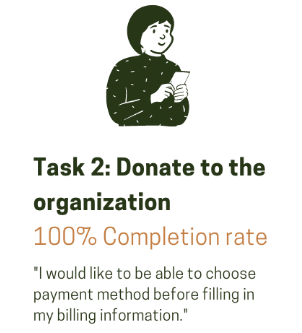 Task 2: Donate to the
organization
100% Completion rate
"I would like to be able to choose
payment method before filling in
my billing information."